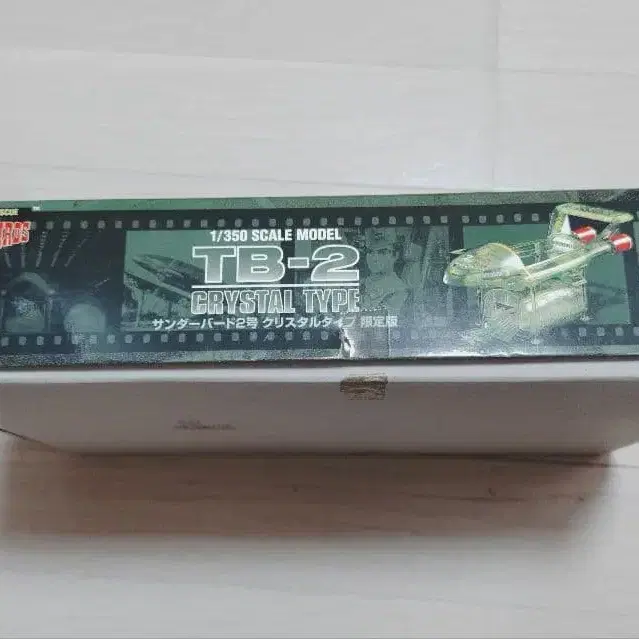 SCUE
1/350 SCALE MODEL
TB-2
CRYSTAL TYPE
サンダーバード2号 クリスタルタイプ 限定版